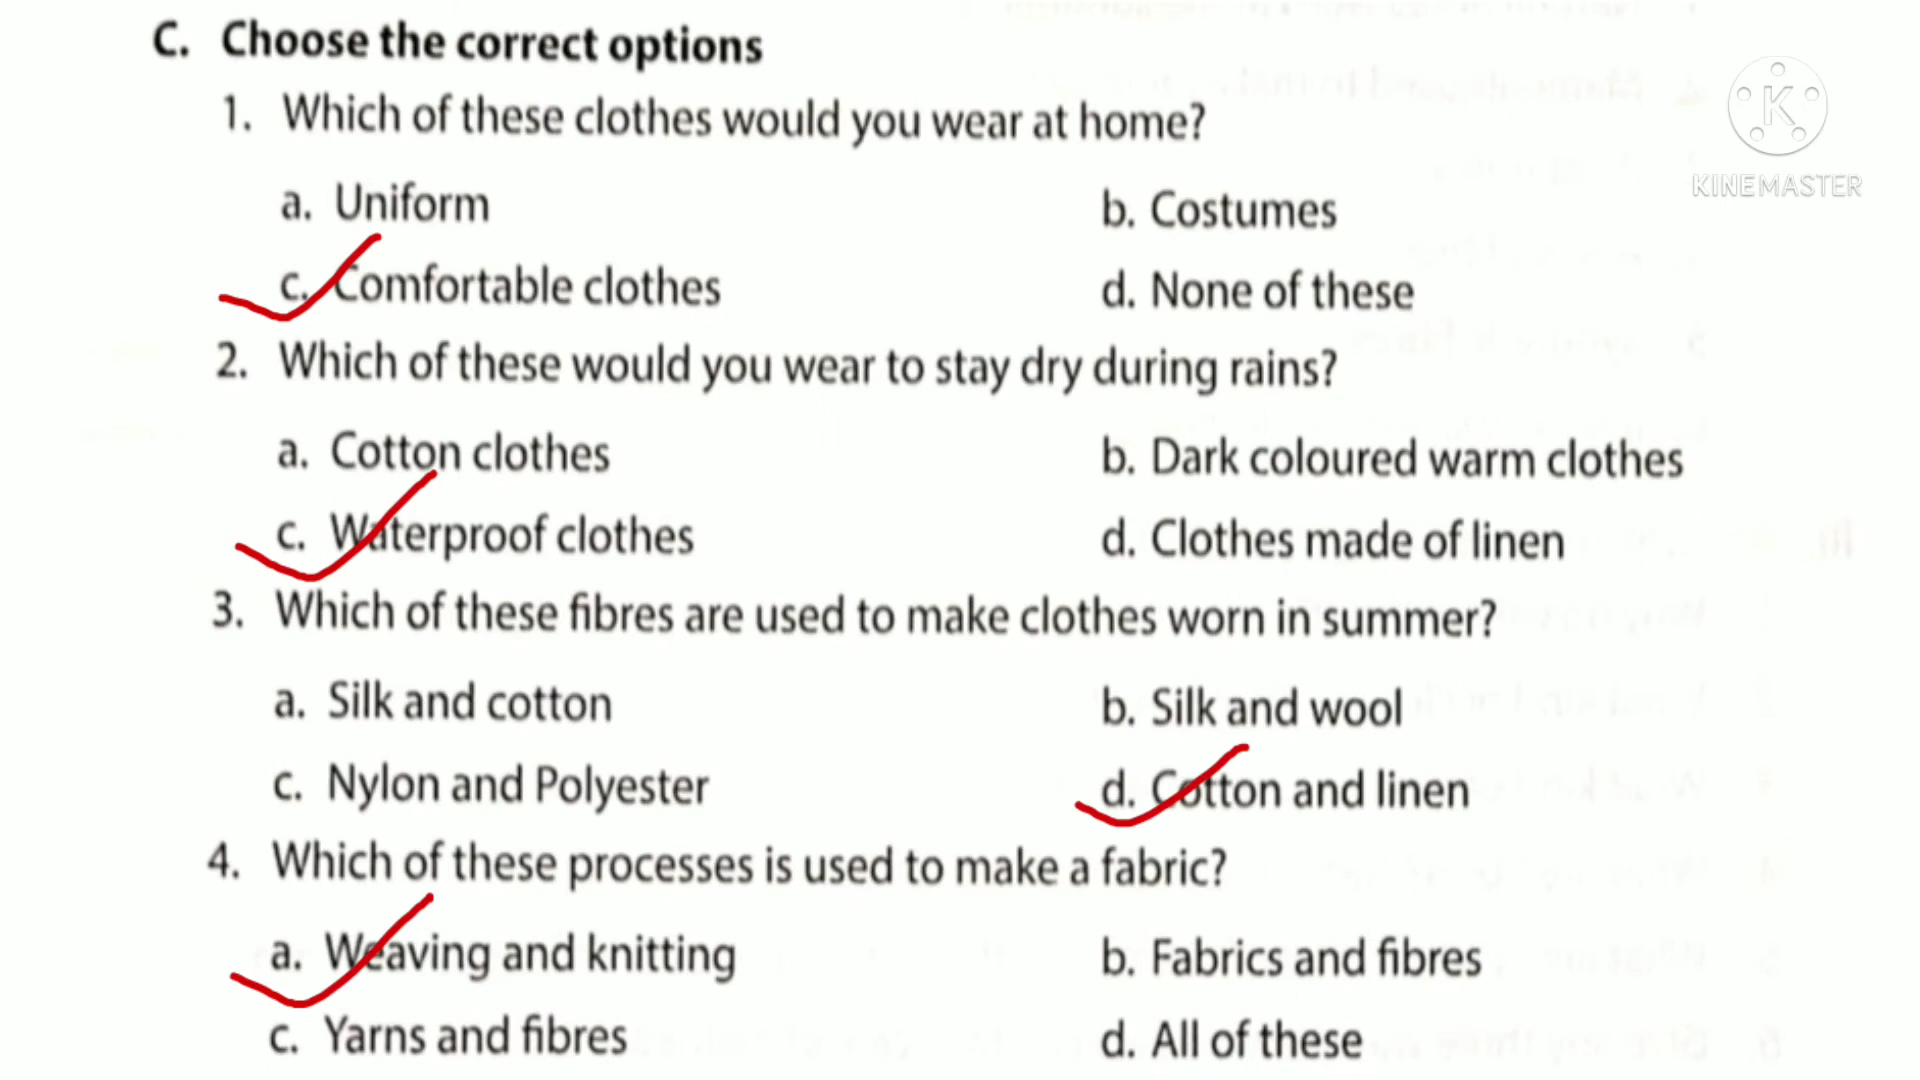 C. Choose the correct options
1. Which of these clothes would you wear at home?
a. Uniform
b. Costumes
c. Comfortable clothes
d. None of these
2. Which of these would you wear to stay dry during rains?
a. Cotton clothes
b. Dark coloured warm clothes
c. Waterproof clothes
d. Clothes made of linen
3. Which of these fibres are used to make clothes worn in summer?
a. Silk and cotton
b. Silk and wool
c. Nylon and Polyester
d. Cotton and linen
4. Which of these processes is used to make a fabric?
a. Weaving and knitting
b. Fabrics and fibres
c. Yarns and fibres
d. All of these
K
KINEMASTER